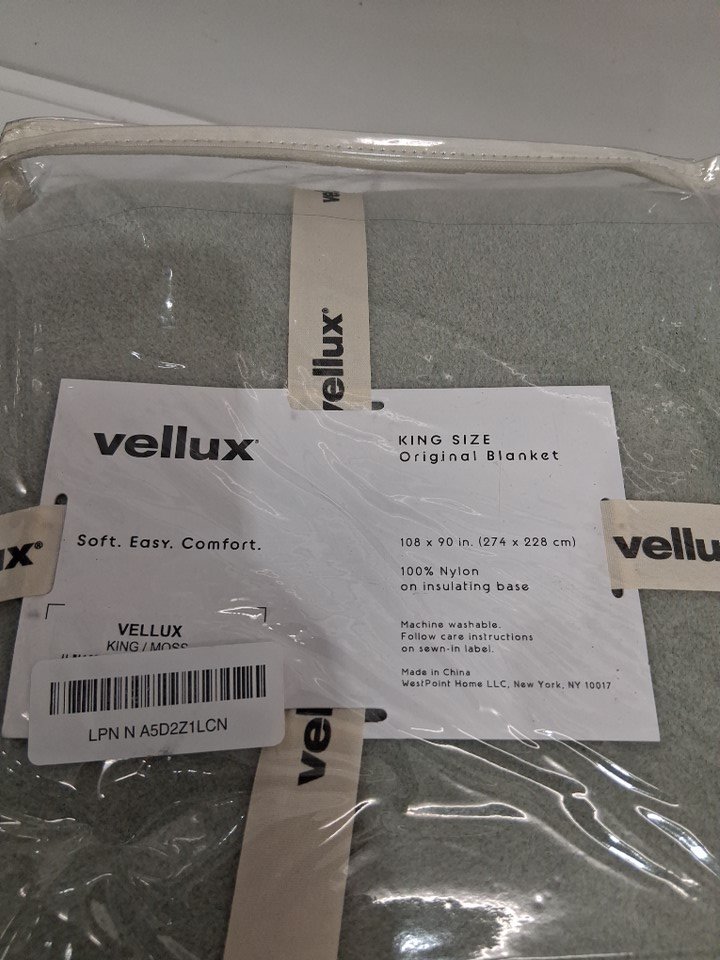 vellux®
vellux®
KING SIZE
Original Blanket
Soft. Easy. Comfort.
108 x 90 in. (274 x 228 cm)
100% Nylon
on insulating base
Machine washable.
Follow care instructions
on sewn-in label.
Made in China
WestPoint Home LLC, New York, NY 10017
ux®
vellu
VELLUX
KING / MOSS
LPN N A5D2Z1LCN
vel